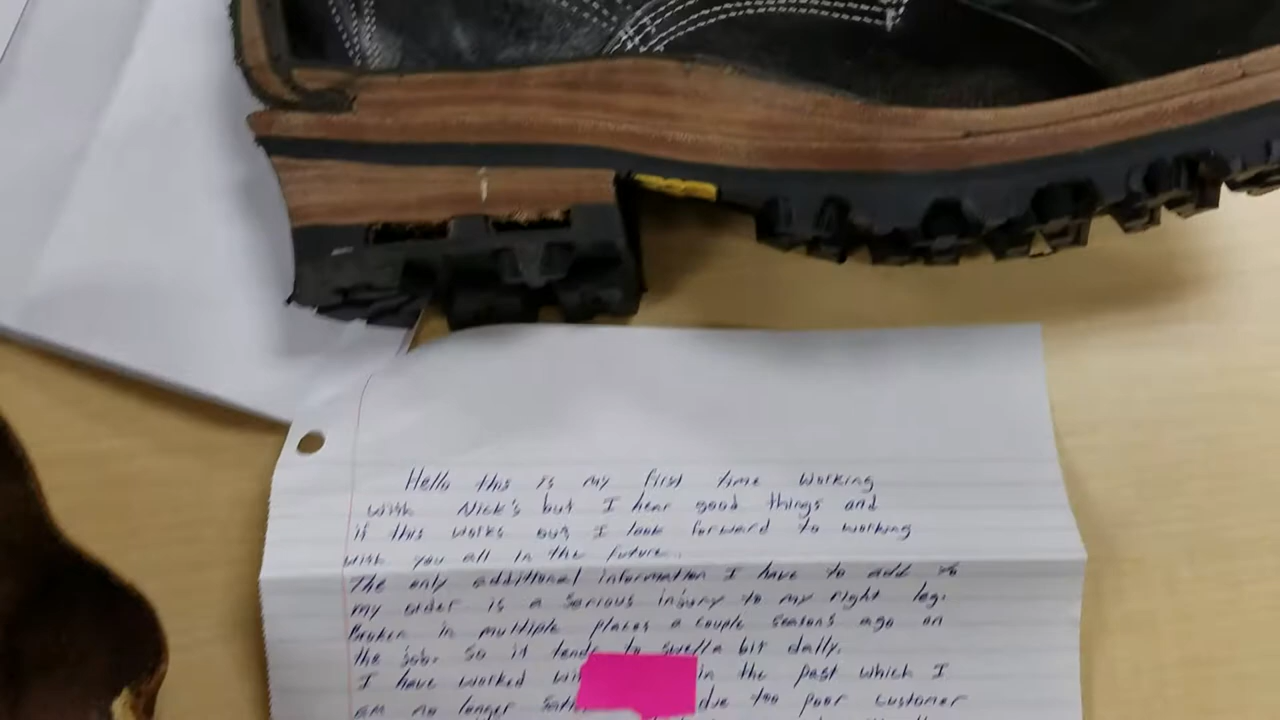 Hello this is my first time working
with Nick's but I hear good things and
if this works out I look forward to working
with you all in the future.
The only additional information I have to add to
my order is a serious injury to my right leg.
Broken in multiple places a couple seasons ago on
the job. so it tends to swell a bit daily.
I have worked in the past which I
am no longer due too poor customer